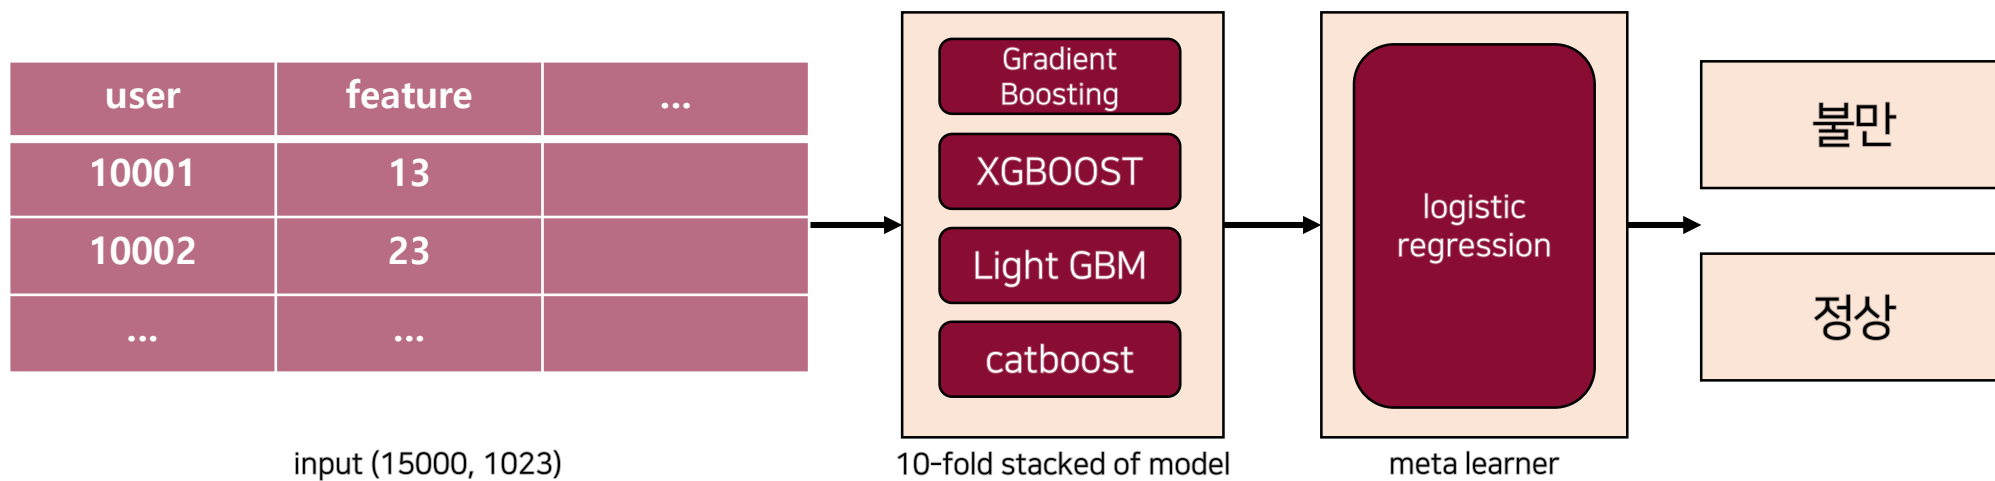 user feature ...
10001 13
10002 23
... ...
input (15000, 1023)
Gradient
Boosting
XGBOOST
Light GBM
catboost
10-fold stacked of model
logistic
regression
meta learner
불만
정상